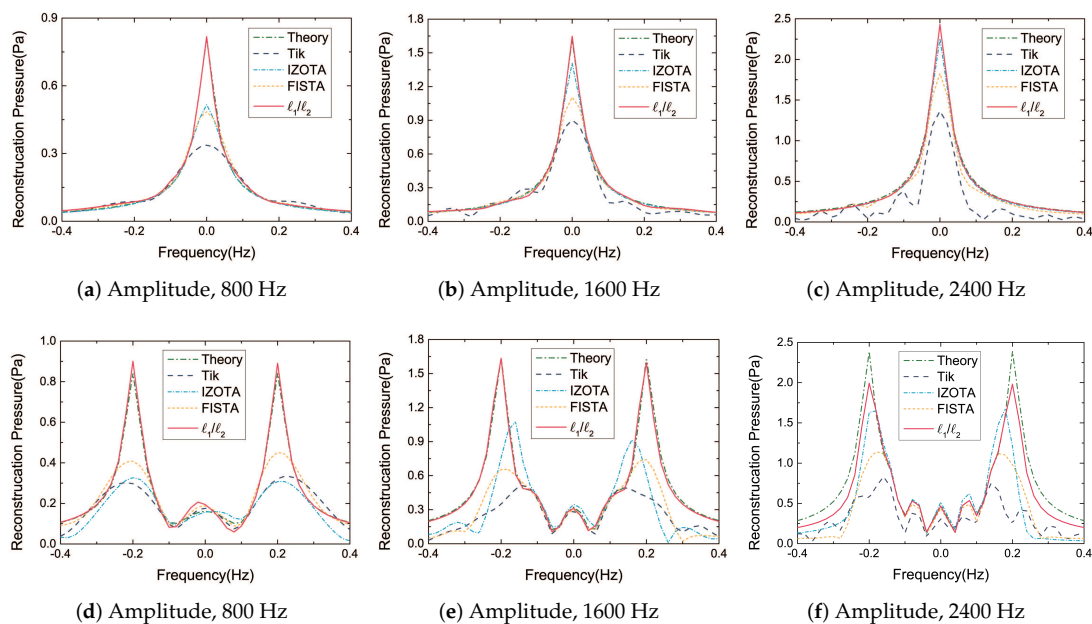 Reconstrucation Pressure(Pa)
0.9
0.6
0.3
0.0
-0.4 -0.2 0.0 0.2 0.4
Frequency(Hz)
Theory
Tik
IZOTA
FISTA
ℓ₁/ℓ₂
(a) Amplitude, 800 Hz
Reconstrucation Pressure(Pa)
1.8
1.5
1.2
0.9
0.6
0.3
0.0
-0.4 -0.2 0.0 0.2 0.4
Frequency(Hz)
Theory
Tik
IZOTA
FISTA
ℓ₁/ℓ₂
(b) Amplitude, 1600 Hz
Reconstrucation Pressure(Pa)
2.5
2.0
1.5
1.0
0.5
0.0
-0.4 -0.2 0.0 0.2 0.4
Frequency(Hz)
Theory
Tik
IZOTA
FISTA
ℓ₁/ℓ₂
(c) Amplitude, 2400 Hz
Reconstrucation Pressure(Pa)
1.0
0.8
0.6
0.4
0.2
0.0
-0.4 -0.2 0.0 0.2 0.4
Frequency(Hz)
Theory
Tik
IZOTA
FISTA
ℓ₁/ℓ₂
(d) Amplitude, 800 Hz
Reconstrucation Pressure(Pa)
1.8
1.5
1.2
0.9
0.6
0.3
0.0
-0.4 -0.2 0.0 0.2 0.4
Frequency(Hz)
Theory
Tik
IZOTA
FISTA
ℓ₁/ℓ₂
(e) Amplitude, 1600 Hz
Reconstrucation Pressure(Pa)
2.5
2.0
1.5
1.0
0.5
0.0
-0.4 -0.2 0.0 0.2 0.4
Frequency(Hz)
Theory
Tik
IZOTA
FISTA
ℓ₁/ℓ₂
(f) Amplitude, 2400 Hz